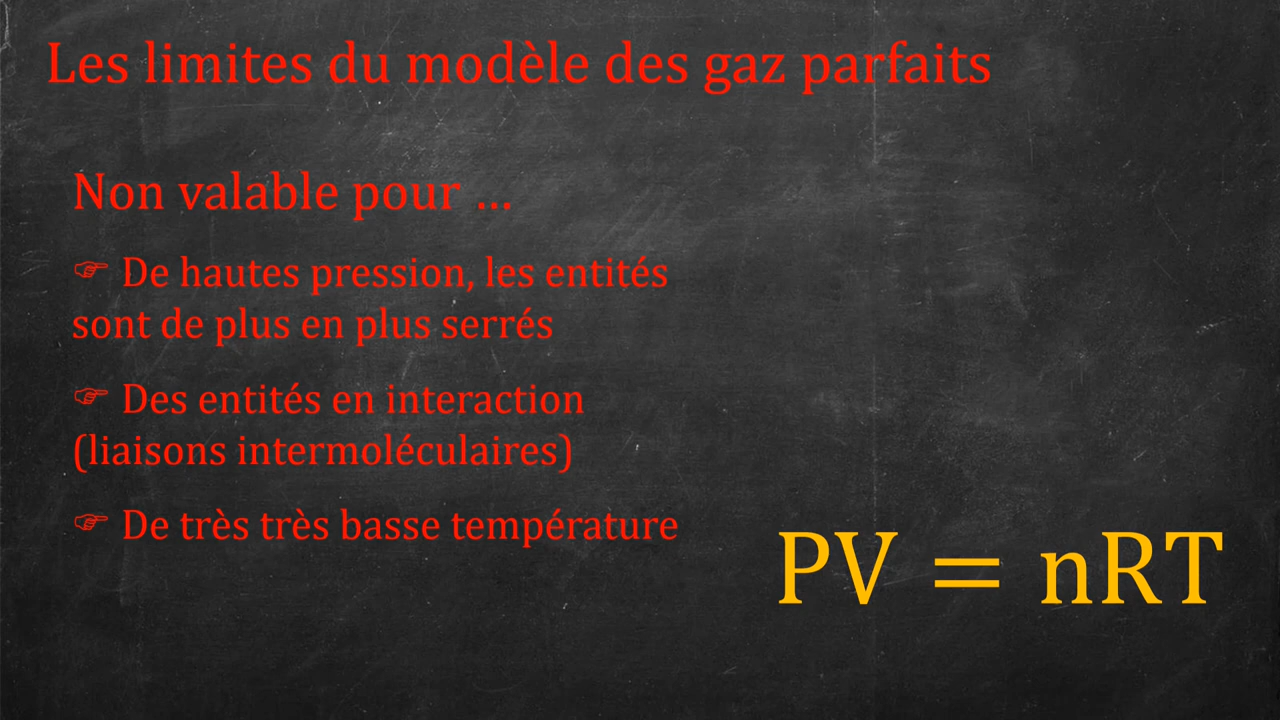 Les limites du modèle des gaz parfaits
Non valable pour ...
☞ De hautes pression, les entités
sont de plus en plus serrés
☞ Des entités en interaction
(liaisons intermoléculaires)
☞ De très très basse température
PV = nRT